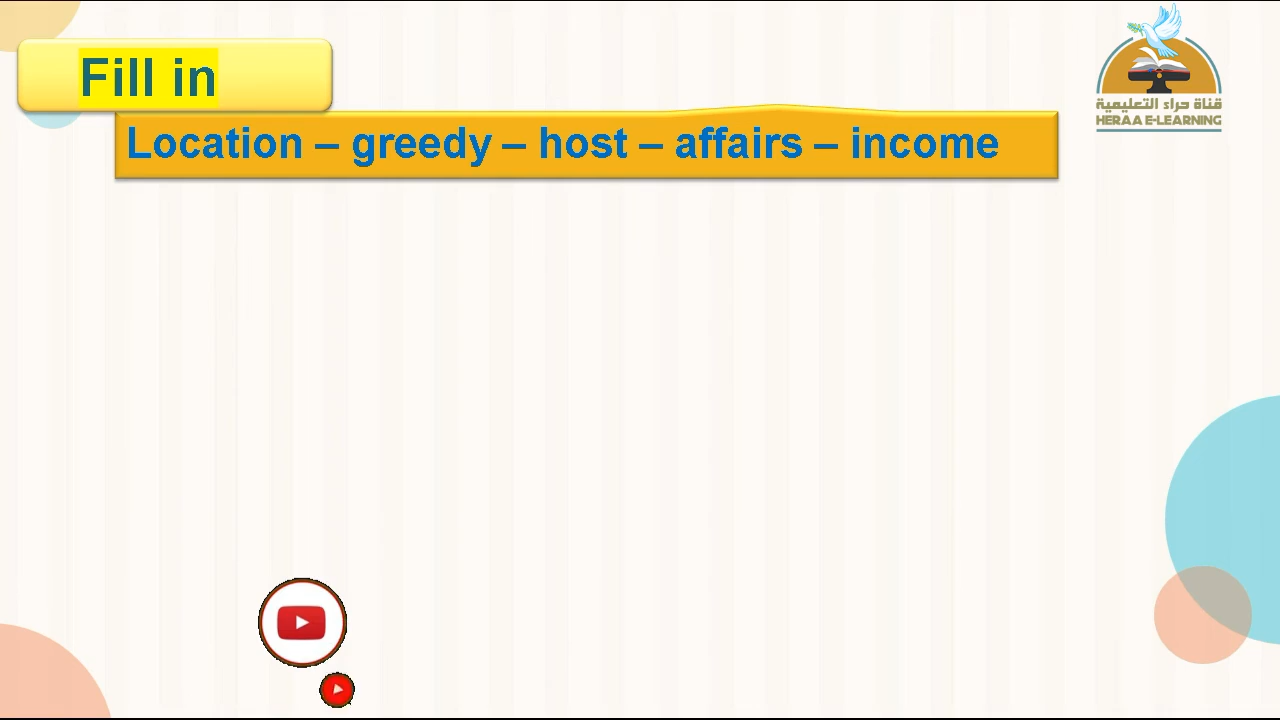 Fill in
Location – greedy – host – affairs – income
قناة حراء التعليمية
HERAA E-LEARNING